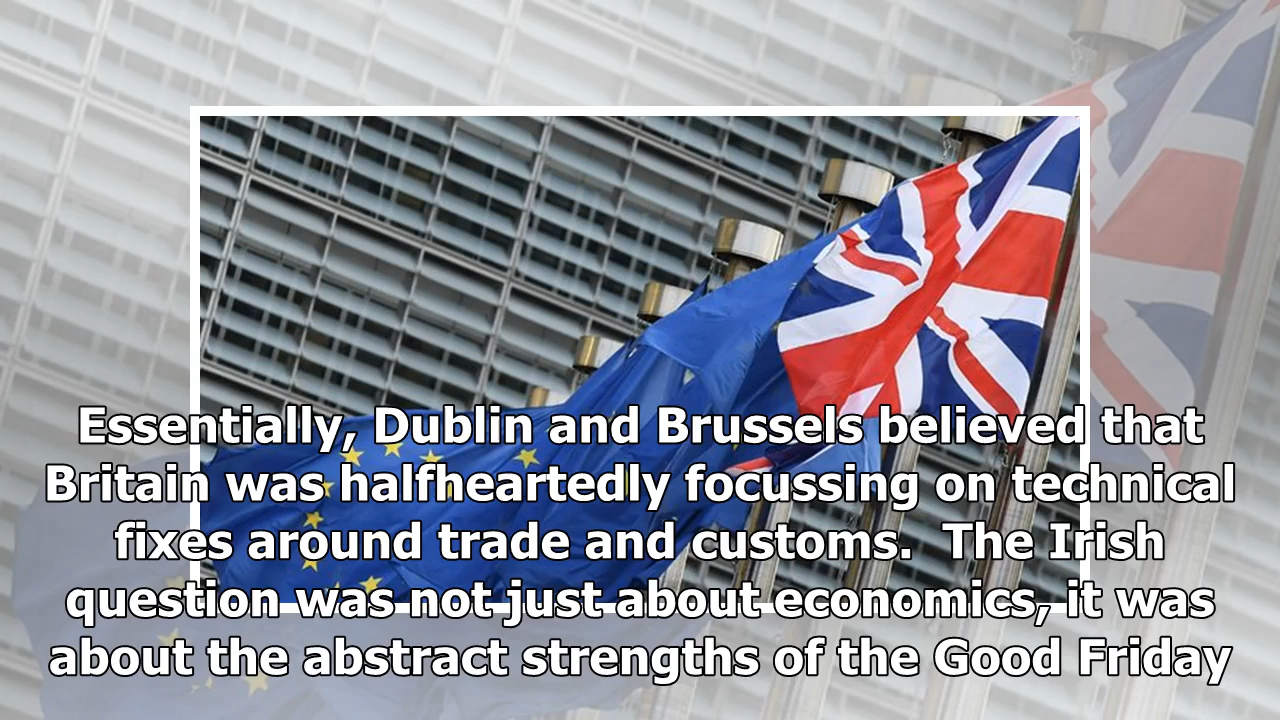 Essentially, Dublin and Brussels believed that
Britain was halfheartedly focussing on technical
fixes around trade and customs.  The Irish
question was not just about economics, it was
about the abstract strengths of the Good Friday